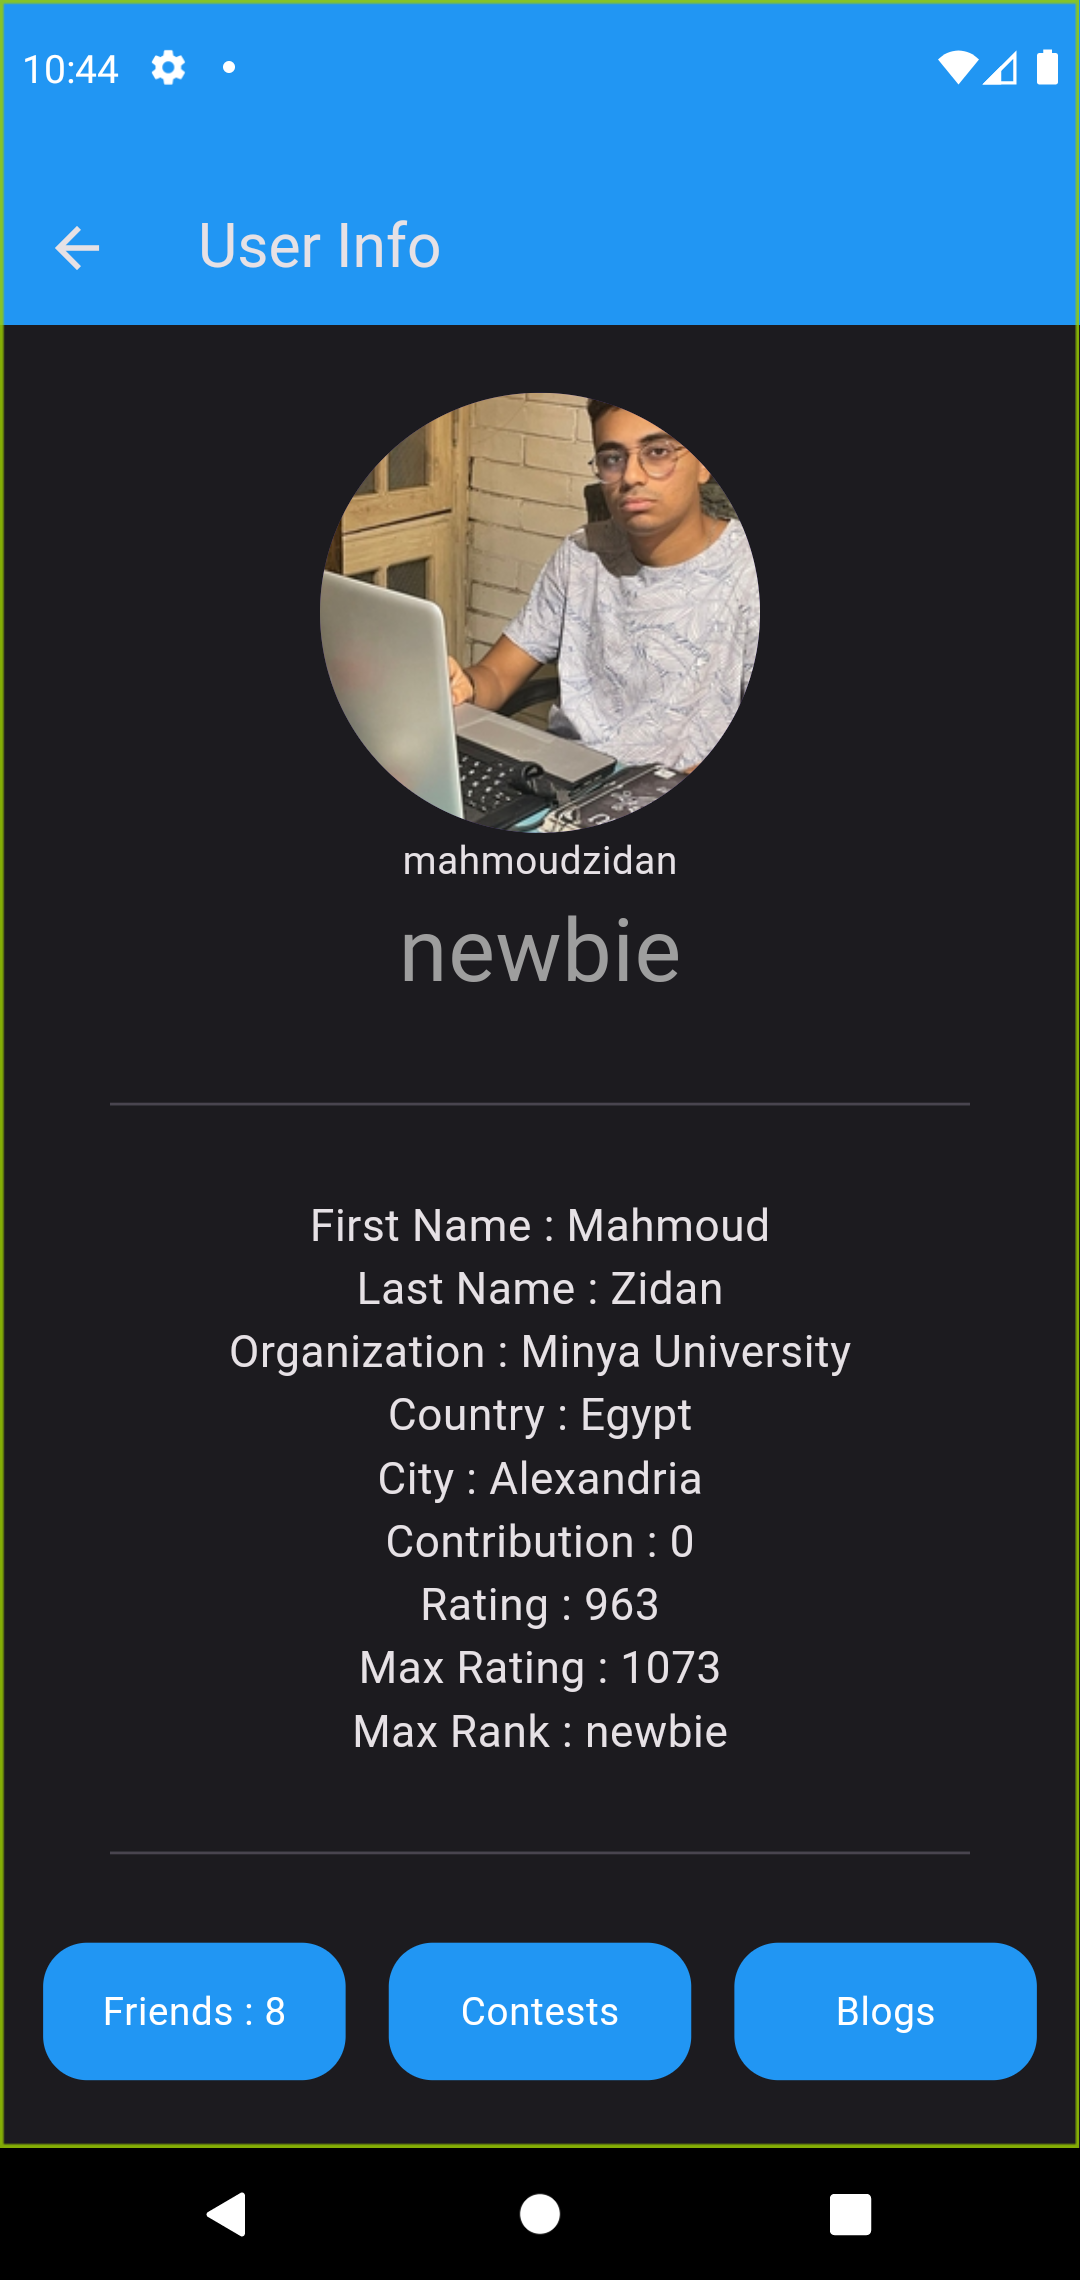 10:44
User Info
mahmoudzidan
newbie
First Name : Mahmoud
Last Name : Zidan
Organization : Minya University
Country : Egypt
City : Alexandria
Contribution : 0
Rating : 963
Max Rating : 1073
Max Rank : newbie
Friends : 8
Contests
Blogs